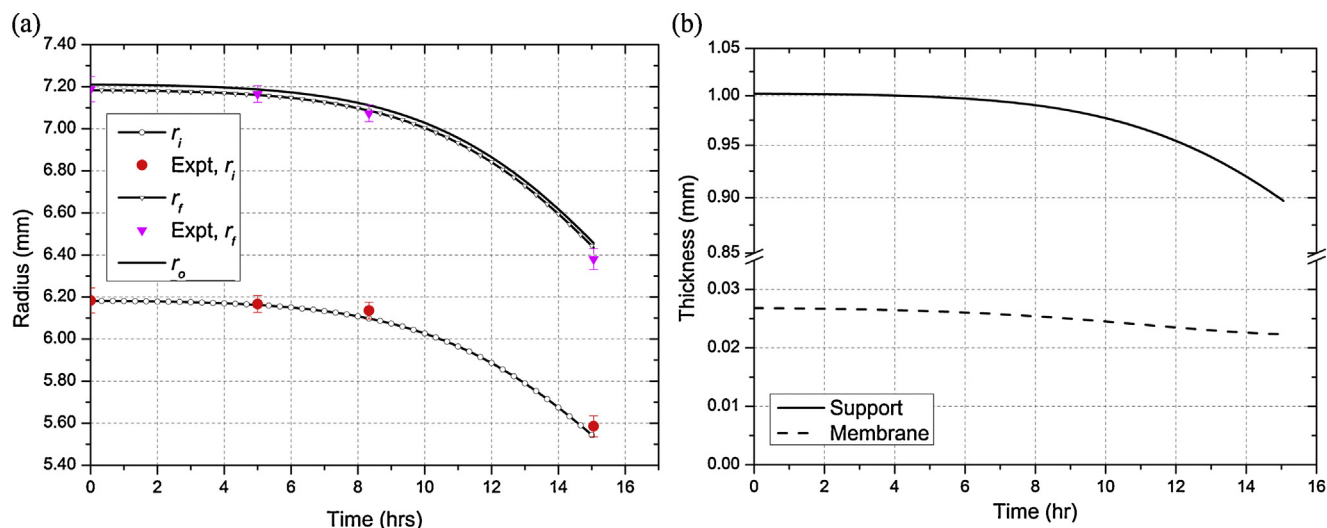 (a)
7.40
7.20
7.00
6.80
6.60
6.40
6.20
6.00
5.80
5.60
5.40
Radius (mm)
r_i
Expt, r_i
r_f
Expt, r_f
r_o
0 2 4 6 8 10 12 14 16
Time (hrs)
(b)
1.05
1.00
0.95
0.90
0.85
0.03
0.02
0.01
0.00
Thickness (mm)
Support
Membrane
0 2 4 6 8 10 12 14 16
Time (hr)